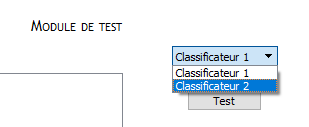 Module de test
Classificateur 1
Classificateur 1
Classificateur 2
Test